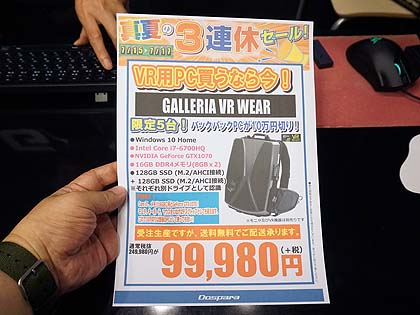 真夏の3連休セール!
7/15-7/17
VR用PC買うなら今!
GALLERIA VR WEAR
限定5台! バックパックPCが10万円切り!
●Windows 10 Home
●Intel Core i7-6700HQ
●NVIDIA GeForce GTX1070
●16GB DDR4メモリ(8GB x 2)
●128GB SSD (M.2/AHCI接続)
+ 128GB SSD (M.2/AHCI接続)
※それぞれ別ドライブとして認識
受注生産ですが、送料無料でご配送承ります。
通常税抜
249,980円が
99,980円
(+税)
Dospara